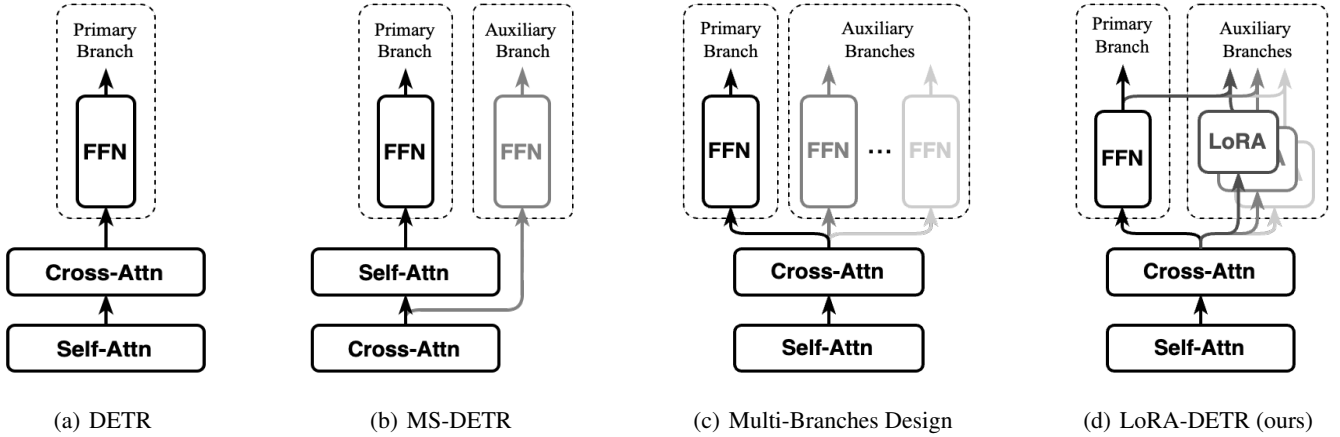 Primary
Branch
FFN
Cross-Attn
Self-Attn
(a) DETR
Primary
Branch
Auxiliary
Branch
FFN
FFN
Self-Attn
Cross-Attn
(b) MS-DETR
Primary
Branch
Auxiliary
Branches
FFN
FFN
...
FFN
Cross-Attn
Self-Attn
(c) Multi-Branches Design
Primary
Branch
Auxiliary
Branches
FFN
LoRA
A
Cross-Attn
Self-Attn
(d) LoRA-DETR (ours)